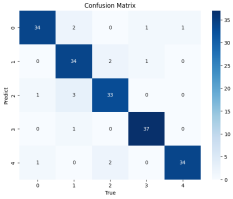 Confusion Matrix
0 34 2 0 1 1
1 0 34 2 1 0
2 1 3 33 0 0
3 0 1 0 37 0
4 1 0 2 0 34
0 1 2 3 4
Predict
True
35
30
25
20
15
10
5
0